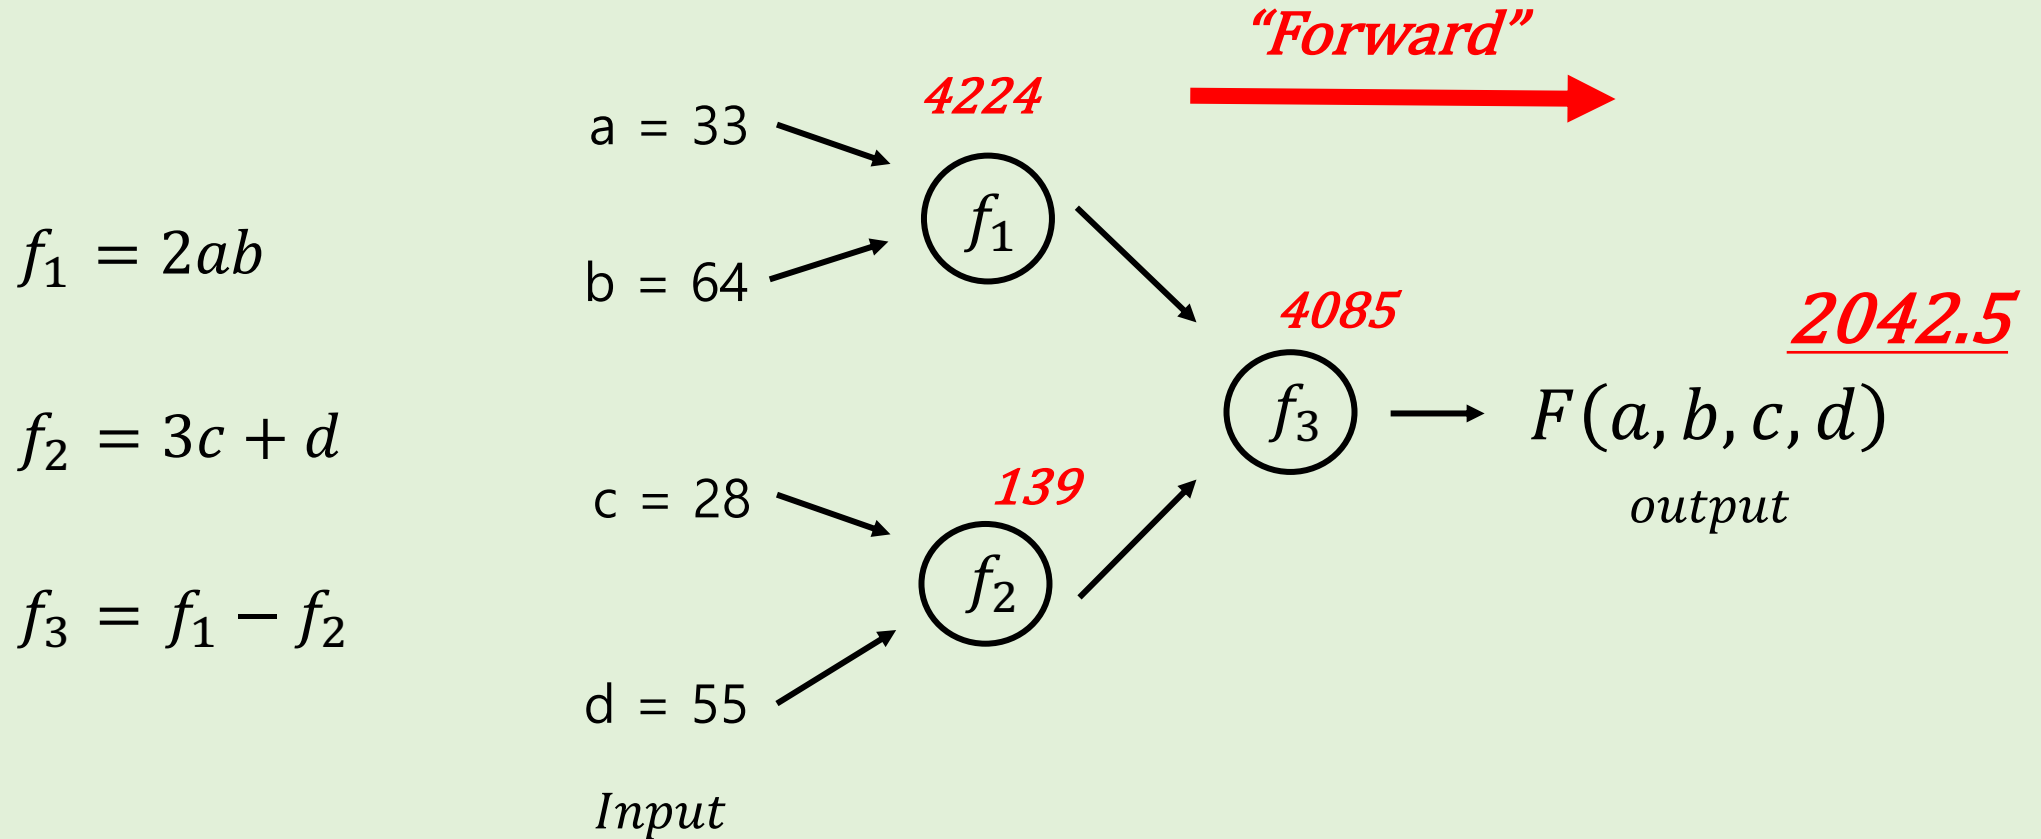 “Forward”
4224
a = 33
f₁
f₁ = 2ab
b = 64
4085
2042.5
f₃
F(a, b, c, d)
f₂ = 3c + d
139
c = 28
output
f₂
f₃ = f₁ − f₂
d = 55
Input